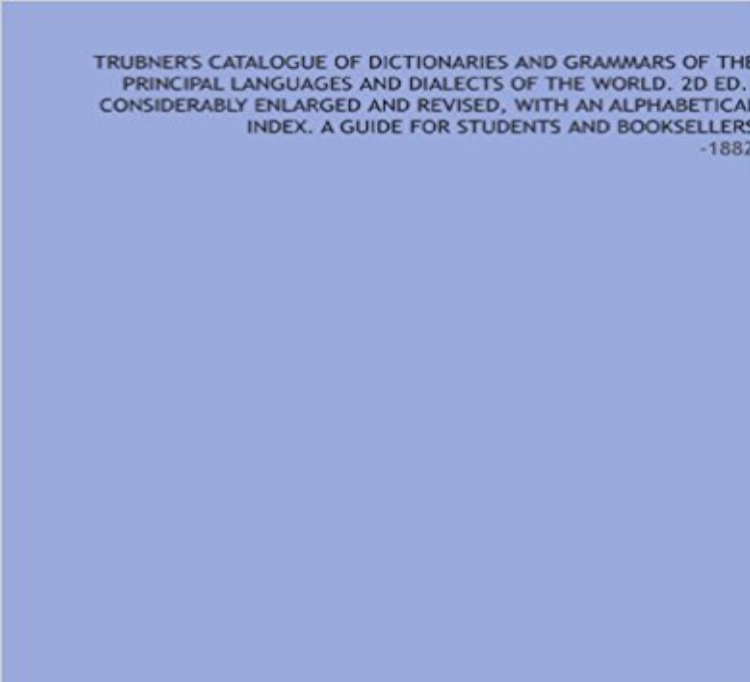 TRUBNER'S CATALOGUE OF DICTIONARIES AND GRAMMARS OF THE
PRINCIPAL LANGUAGES AND DIALECTS OF THE WORLD. 2D ED.,
CONSIDERABLY ENLARGED AND REVISED, WITH AN ALPHABETICAL
INDEX. A GUIDE FOR STUDENTS AND BOOKSELLERS
-1882